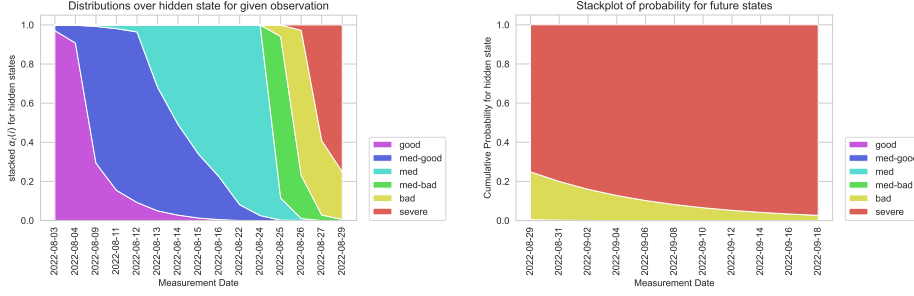 Distributions over hidden state for given observation
stacked αₜ(i) for hidden states
1.0
0.8
0.6
0.4
0.2
0.0
2022-08-03
2022-08-04
2022-08-09
2022-08-11
2022-08-12
2022-08-13
2022-08-14
2022-08-15
2022-08-16
2022-08-22
2022-08-24
2022-08-25
2022-08-26
2022-08-27
2022-08-29
Measurement Date
good
med-good
med
med-bad
bad
severe
Stackplot of probability for future states
Cumulative Probability for hidden state
1.0
0.8
0.6
0.4
0.2
0.0
2022-08-29
2022-08-31
2022-09-02
2022-09-04
2022-09-06
2022-09-08
2022-09-10
2022-09-12
2022-09-14
2022-09-16
2022-09-18
Measurement Date
good
med-good
med
med-bad
bad
severe